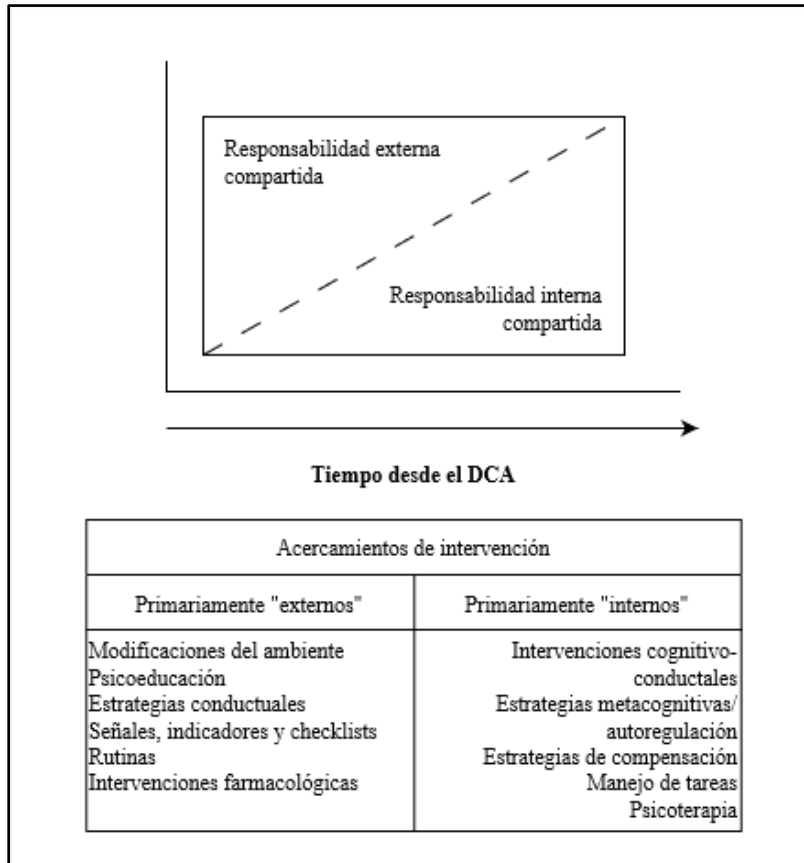 Responsabilidad externa
compartida
Responsabilidad interna
compartida
Tiempo desde el DCA
Acercamientos de intervención
Primariamente "externos"
Primariamente "internos"
Modificaciones del ambiente
Psicoeducación
Estrategias conductuales
Señales, indicadores y checklists
Rutinas
Intervenciones farmacológicas
Intervenciones cognitivo-
conductales
Estrategias metacognitivas/
autoregulación
Estrategias de compensación
Manejo de tareas
Psicoterapia